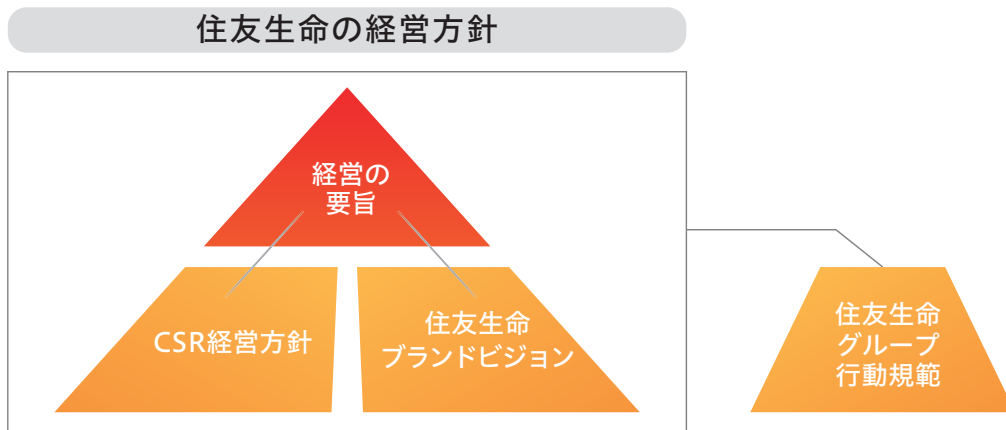 住友生命の経営方針
経営の
要旨
CSR経営方針
住友生命
ブランドビジョン
住友生命
グループ
行動規範